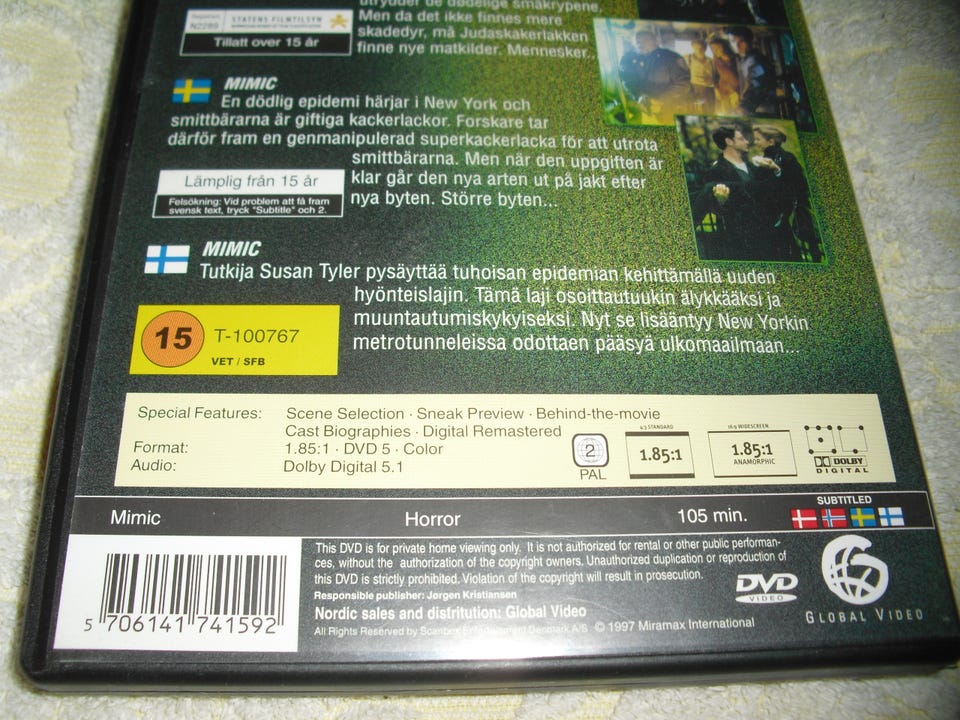 utrydder de dødelige småkrypene.
Men da det ikke finnes mere
skadedyr, må Judaskakerlakken
finne nye matkilder. Mennesker...
N2289
STATENS FILMTILSYN
Tillatt over 15 år
MIMIC
En dödlig epidemi härjar i New York och
smittbärarna är giftiga kackerlackor. Forskare tar
därför fram en genmanipulerad superkackerlacka för att utrota
smittbärarna. Men när den uppgiften är
klar går den nya arten ut på jakt efter
nya byten. Större byten...
Lämplig från 15 år
Felsökning: Vid problem att få fram
svensk text, tryck "Subtitle" och 2.
MIMIC
Tutkija Susan Tyler pysäyttää tuhoisan epidemian kehittämällä uuden
hyönteislajin. Tämä laji osoittautuukin älykkääksi ja
muuntautumiskykyiseksi. Nyt se lisääntyy New Yorkin
metrotunneleissa odottaen pääsyä ulkomaailmaan...
15 T-100767
VET / SFB
Special Features: Scene Selection · Sneak Preview · Behind-the-movie
Cast Biographies · Digital Remastered
Format: 1.85:1 · DVD 5 · Color
Audio: Dolby Digital 5.1
2
PAL
4:3 STANDARD
1.85:1
16:9 WIDESCREEN
1.85:1
ANAMORPHIC
DOLBY
DIGITAL
Mimic Horror 105 min.
SUBTITLED
This DVD is for private home viewing only. It is not authorized for rental or other public performan-
ces, without the authorization of the copyright owners. Unauthorized duplication or reproduction of
this DVD is strictly prohibited. Violation of the copyright will result in prosecution.
Responsible publisher: Jørgen Kristiansen
Nordic sales and distritution: Global Video
All Rights Reserved by Scanbox Entertainment Denmark A/S © 1997 Miramax International
DVD
VIDEO
GLOBAL VIDEO
5 706141 741592